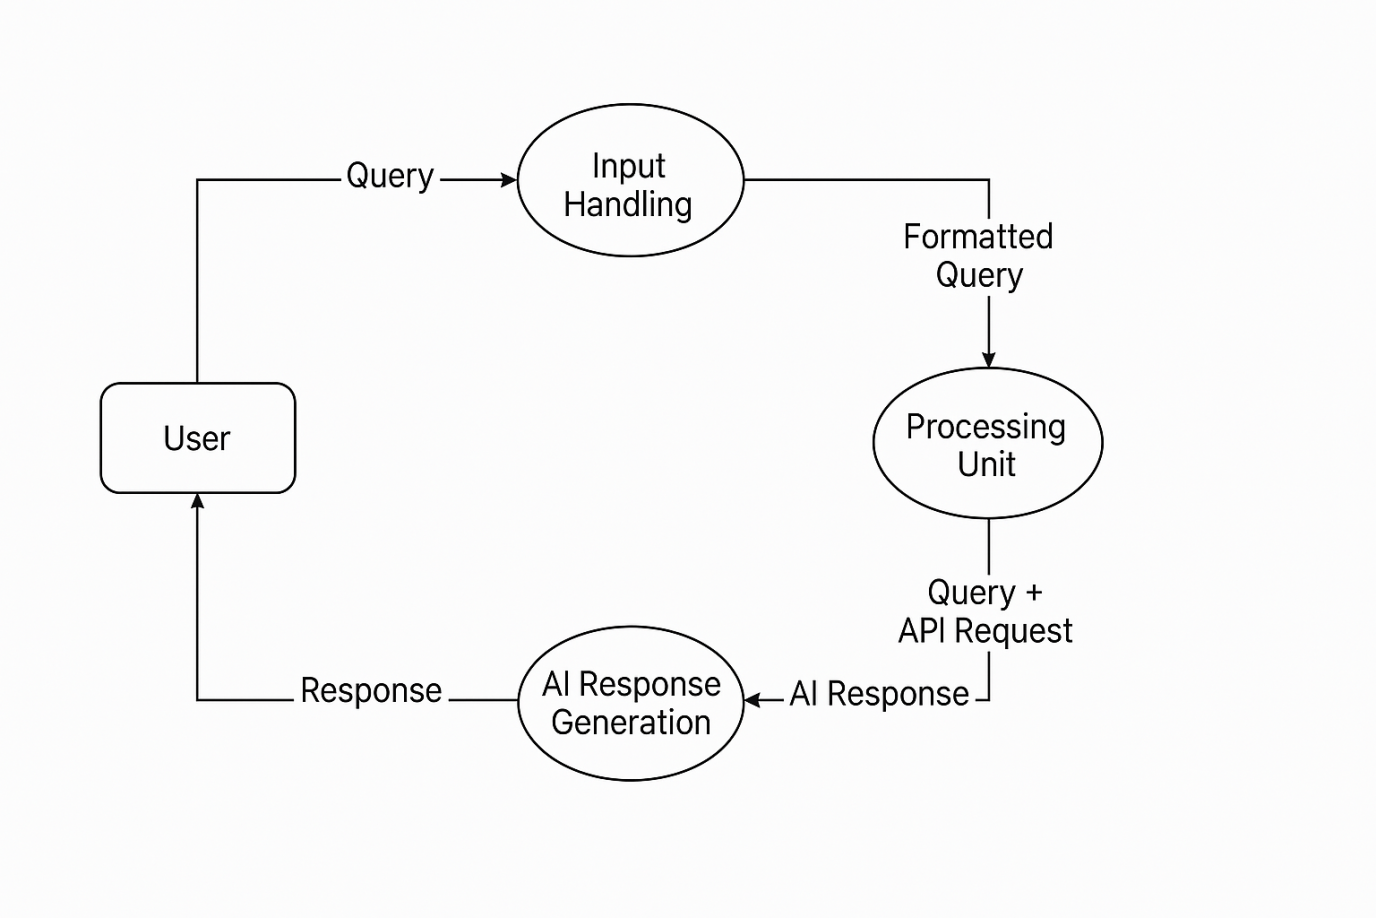 Query
Input
Handling
Formatted
Query
User
Processing
Unit
Query +
API Request
Response
AI Response
Generation
AI Response